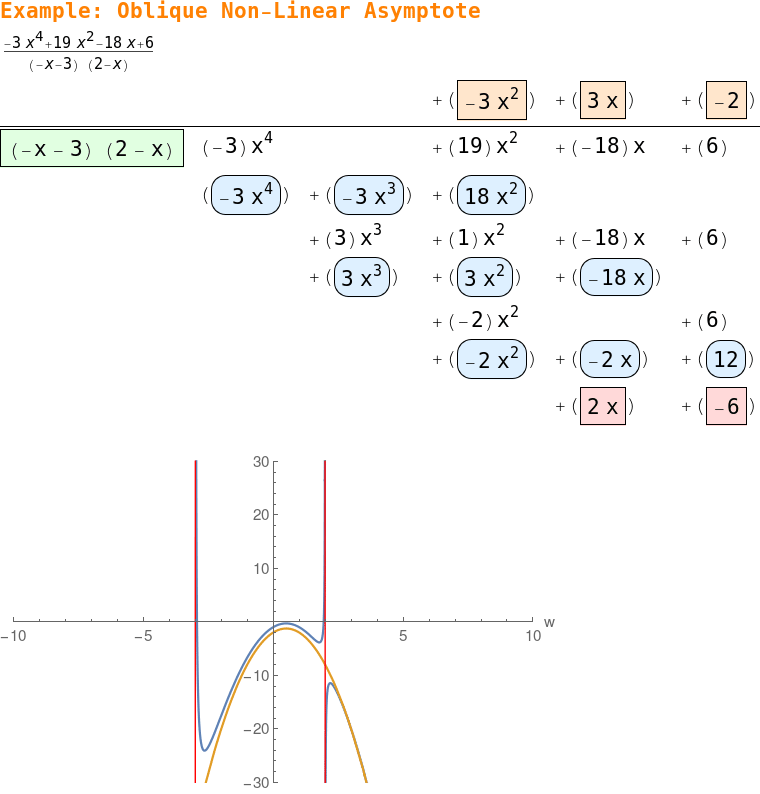 Example: Oblique Non-Linear Asymptote
-3 x^4+19 x^2-18 x+6
(-x-3) (2-x)
+ ( -3 x^2 ) + ( 3 x ) + ( -2 )
(-x - 3) (2 - x) (-3) x^4 + (19) x^2 + (-18) x + (6)
( -3 x^4 ) + ( -3 x^3 ) + ( 18 x^2 )
+ (3) x^3 + (1) x^2 + (-18) x + (6)
+ ( 3 x^3 ) + ( 3 x^2 ) + ( -18 x )
+ (-2) x^2 + (6)
+ ( -2 x^2 ) + ( -2 x ) + ( 12 )
+ ( 2 x ) + ( -6 )
30
20
10
w
-10 -5 5 10
-10
-20
-30